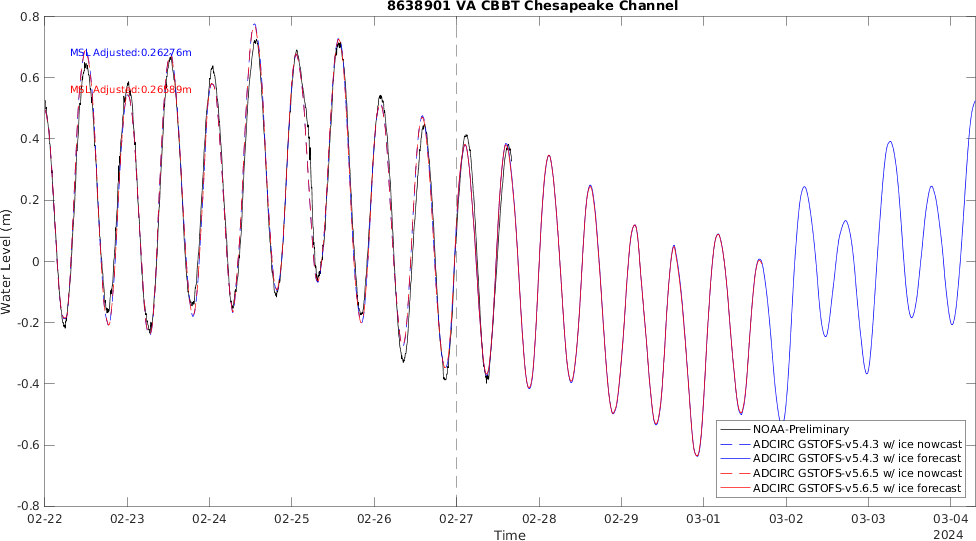 8638901 VA CBBT Chesapeake Channel
0.8
0.6
0.4
0.2
0
-0.2
-0.4
-0.6
-0.8
Water Level (m)
MSL Adjusted:0.26276m
MSL Adjusted:0.26689m
NOAA-Preliminary
ADCIRC GSTOFS-v5.4.3 w/ ice nowcast
ADCIRC GSTOFS-v5.4.3 w/ ice forecast
ADCIRC GSTOFS-v5.6.5 w/ ice nowcast
ADCIRC GSTOFS-v5.6.5 w/ ice forecast
02-22 02-23 02-24 02-25 02-26 02-27 02-28 02-29 03-01 03-02 03-03 03-04
Time
2024